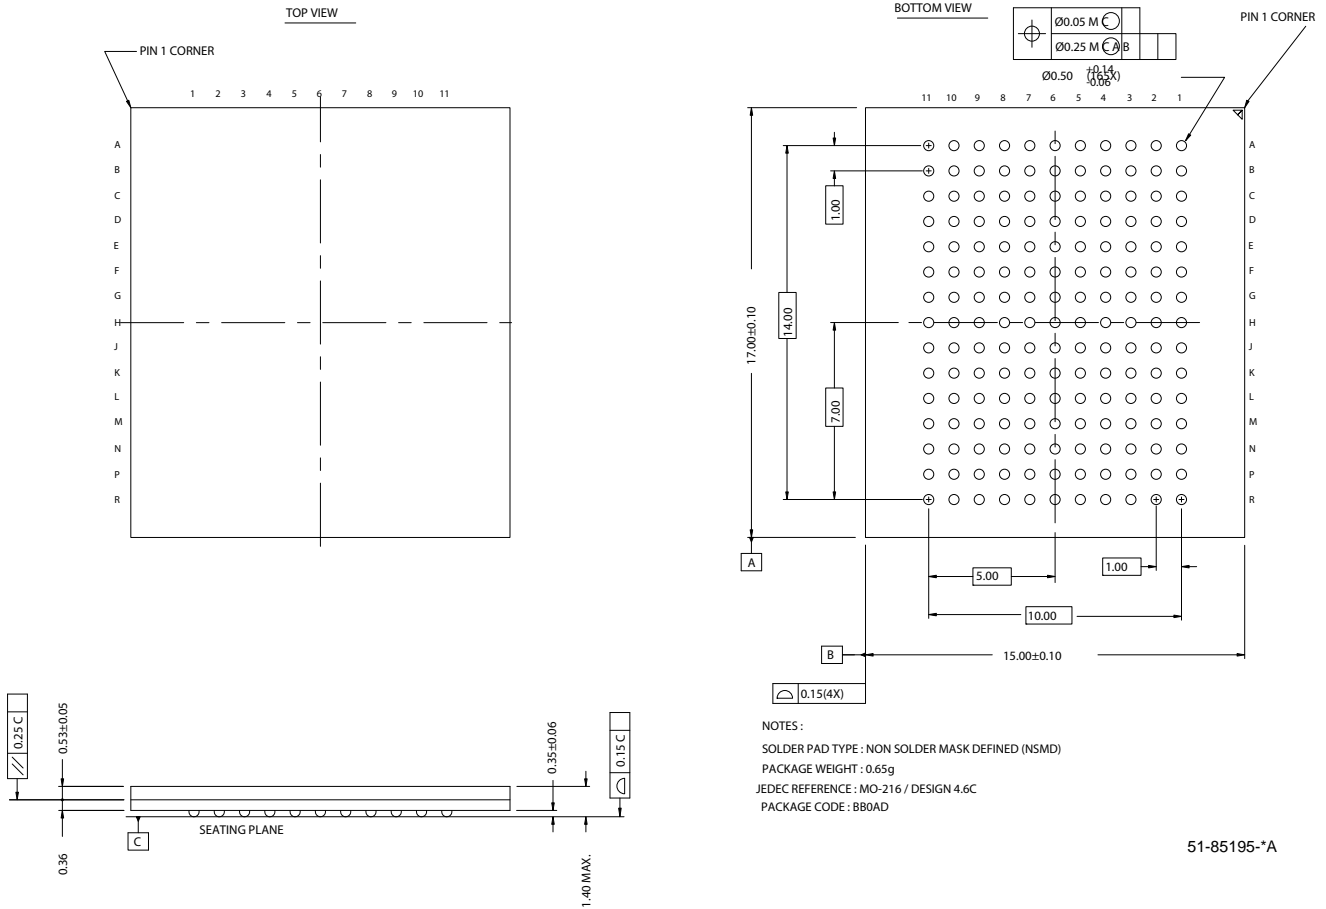 TOP VIEW
PIN 1 CORNER
1 2 3 4 5 6 7 8 9 10 11
A
B
C
D
E
F
G
H
J
K
L
M
N
P
R
BOTTOM VIEW
PIN 1 CORNER
Ø0.05 M C
Ø0.25 M C A B
Ø0.50 (165X) +0.14 -0.06
11 10 9 8 7 6 5 4 3 2 1
A
B
C
D
E
F
G
H
J
K
L
M
N
P
R
1.00
14.00
17.00±0.10
7.00
A
5.00
1.00
10.00
B
15.00±0.10
0.15(4X)
0.25 C
0.53±0.05
0.36
C
SEATING PLANE
0.35±0.06
0.15 C
1.40 MAX.
NOTES :
SOLDER PAD TYPE : NON SOLDER MASK DEFINED (NSMD)
PACKAGE WEIGHT : 0.65g
JEDEC REFERENCE : MO-216 / DESIGN 4.6C
PACKAGE CODE : BB0AD
51-85195-*A